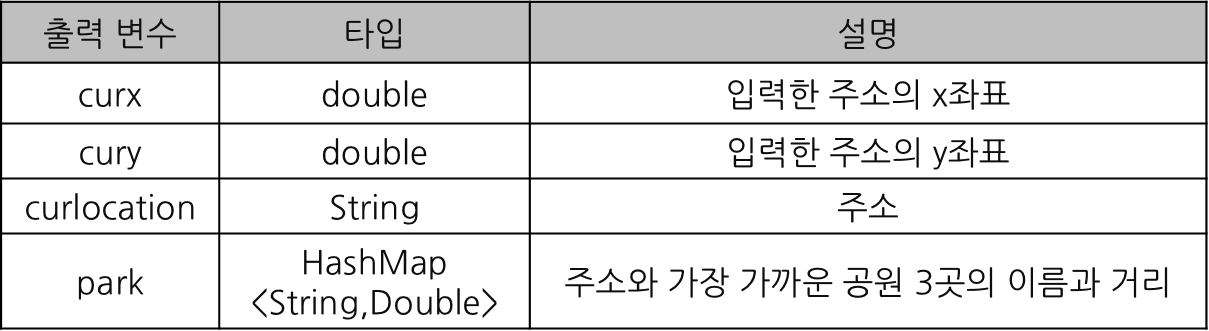 출력 변수 타입 설명
curx double 입력한 주소의 x좌표
cury double 입력한 주소의 y좌표
curlocation String 주소
park HashMap <String,Double> 주소와 가장 가까운 공원 3곳의 이름과 거리